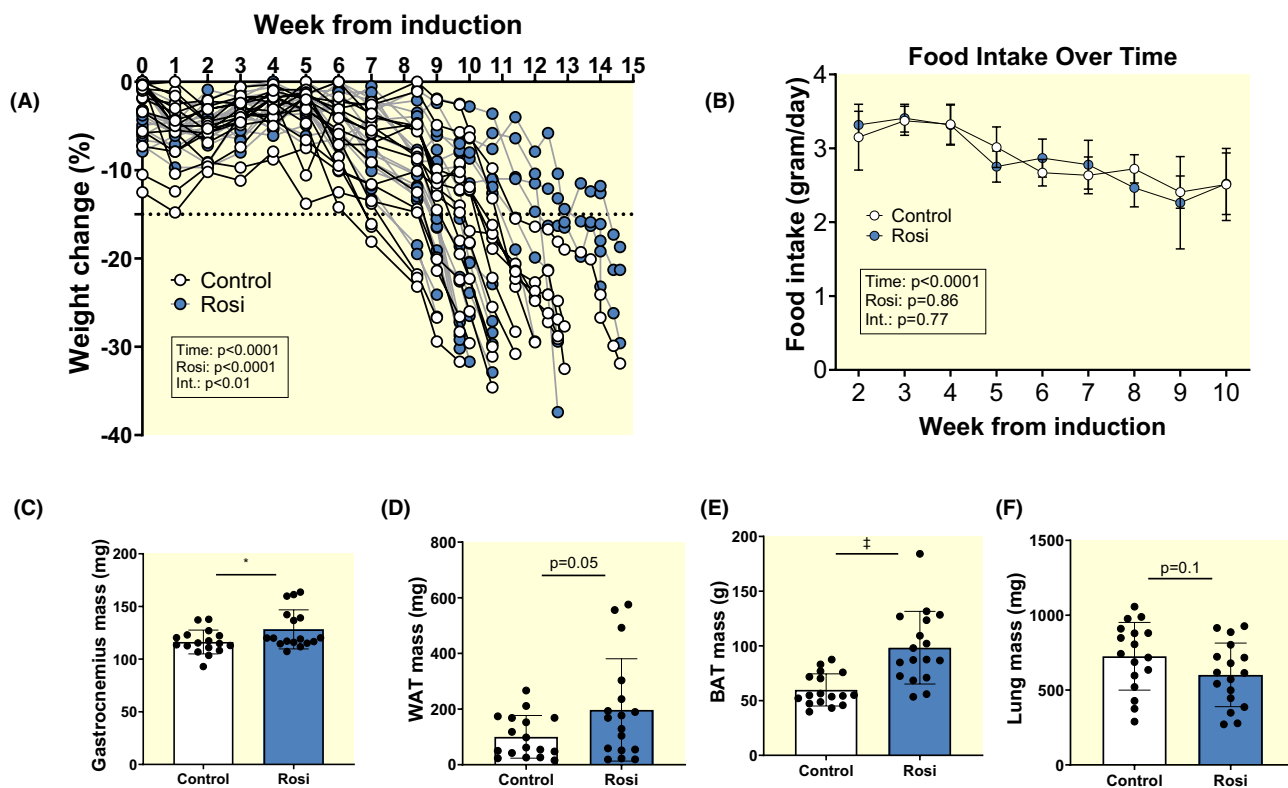 Week from induction
0 1 2 3 4 5 6 7 8 9 10 11 12 13 14 15
(A)
Weight change (%)
0
-10
-20
-30
-40
Control
Rosi
Time: p<0.0001
Rosi: p<0.0001
Int.: p<0.01
Food Intake Over Time
(B)
Food intake (gram/day)
4
3
2
1
0
Control
Rosi
Time: p<0.0001
Rosi: p=0.86
Int.: p=0.77
2 3 4 5 6 7 8 9 10
Week from induction
(C)
Gastrocnemius mass (mg)
200
150
100
50
0
*
Control Rosi
(D)
WAT mass (mg)
800
600
400
200
0
p=0.05
Control Rosi
(E)
BAT mass (g)
200
150
100
50
0
‡
Control Rosi
(F)
Lung mass (mg)
1500
1000
500
0
p=0.1
Control Rosi